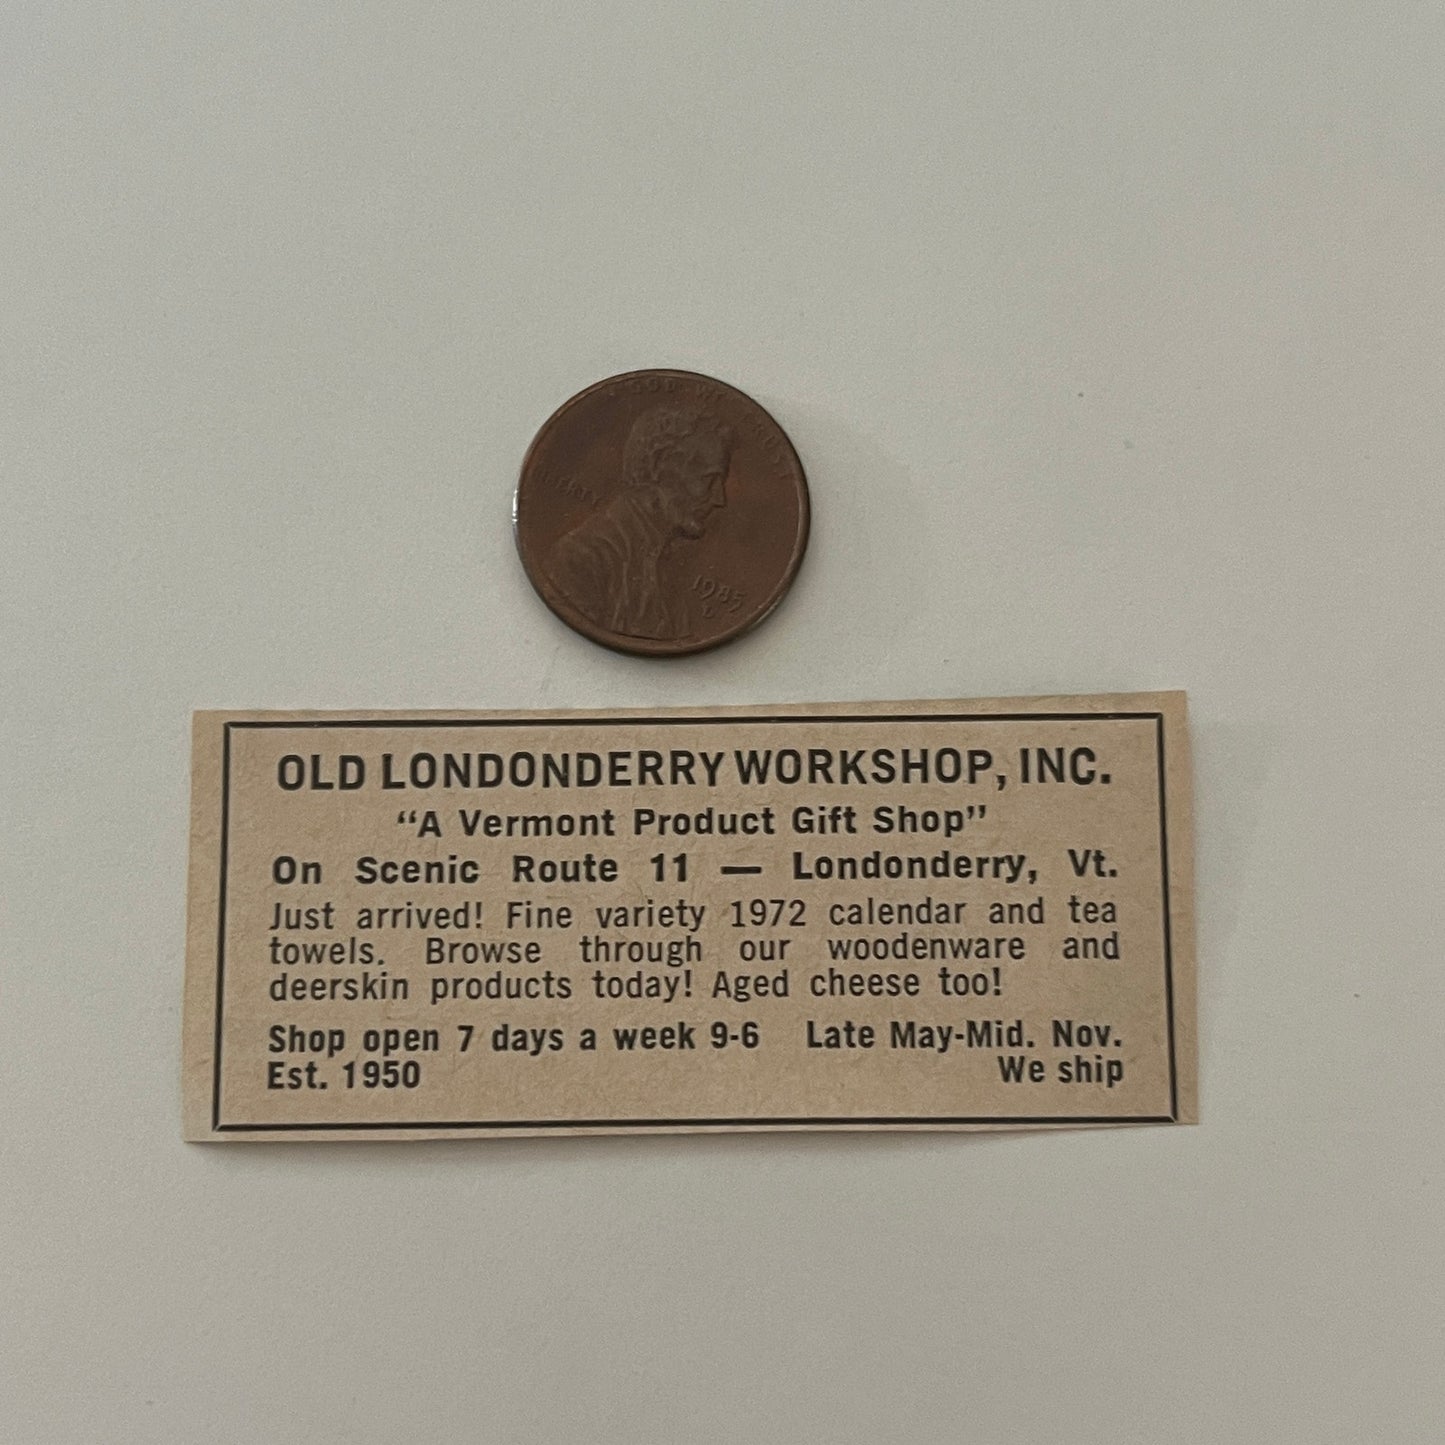 GOD WE TRUST
LIBERTY
1985
OLD LONDONDERRY WORKSHOP, INC.
“A Vermont Product Gift Shop”
On Scenic Route 11 — Londonderry, Vt.
Just arrived! Fine variety 1972 calendar and tea
towels. Browse through our woodenware and
deerskin products today! Aged cheese too!
Shop open 7 days a week 9-6 Late May-Mid. Nov.
Est. 1950 We ship